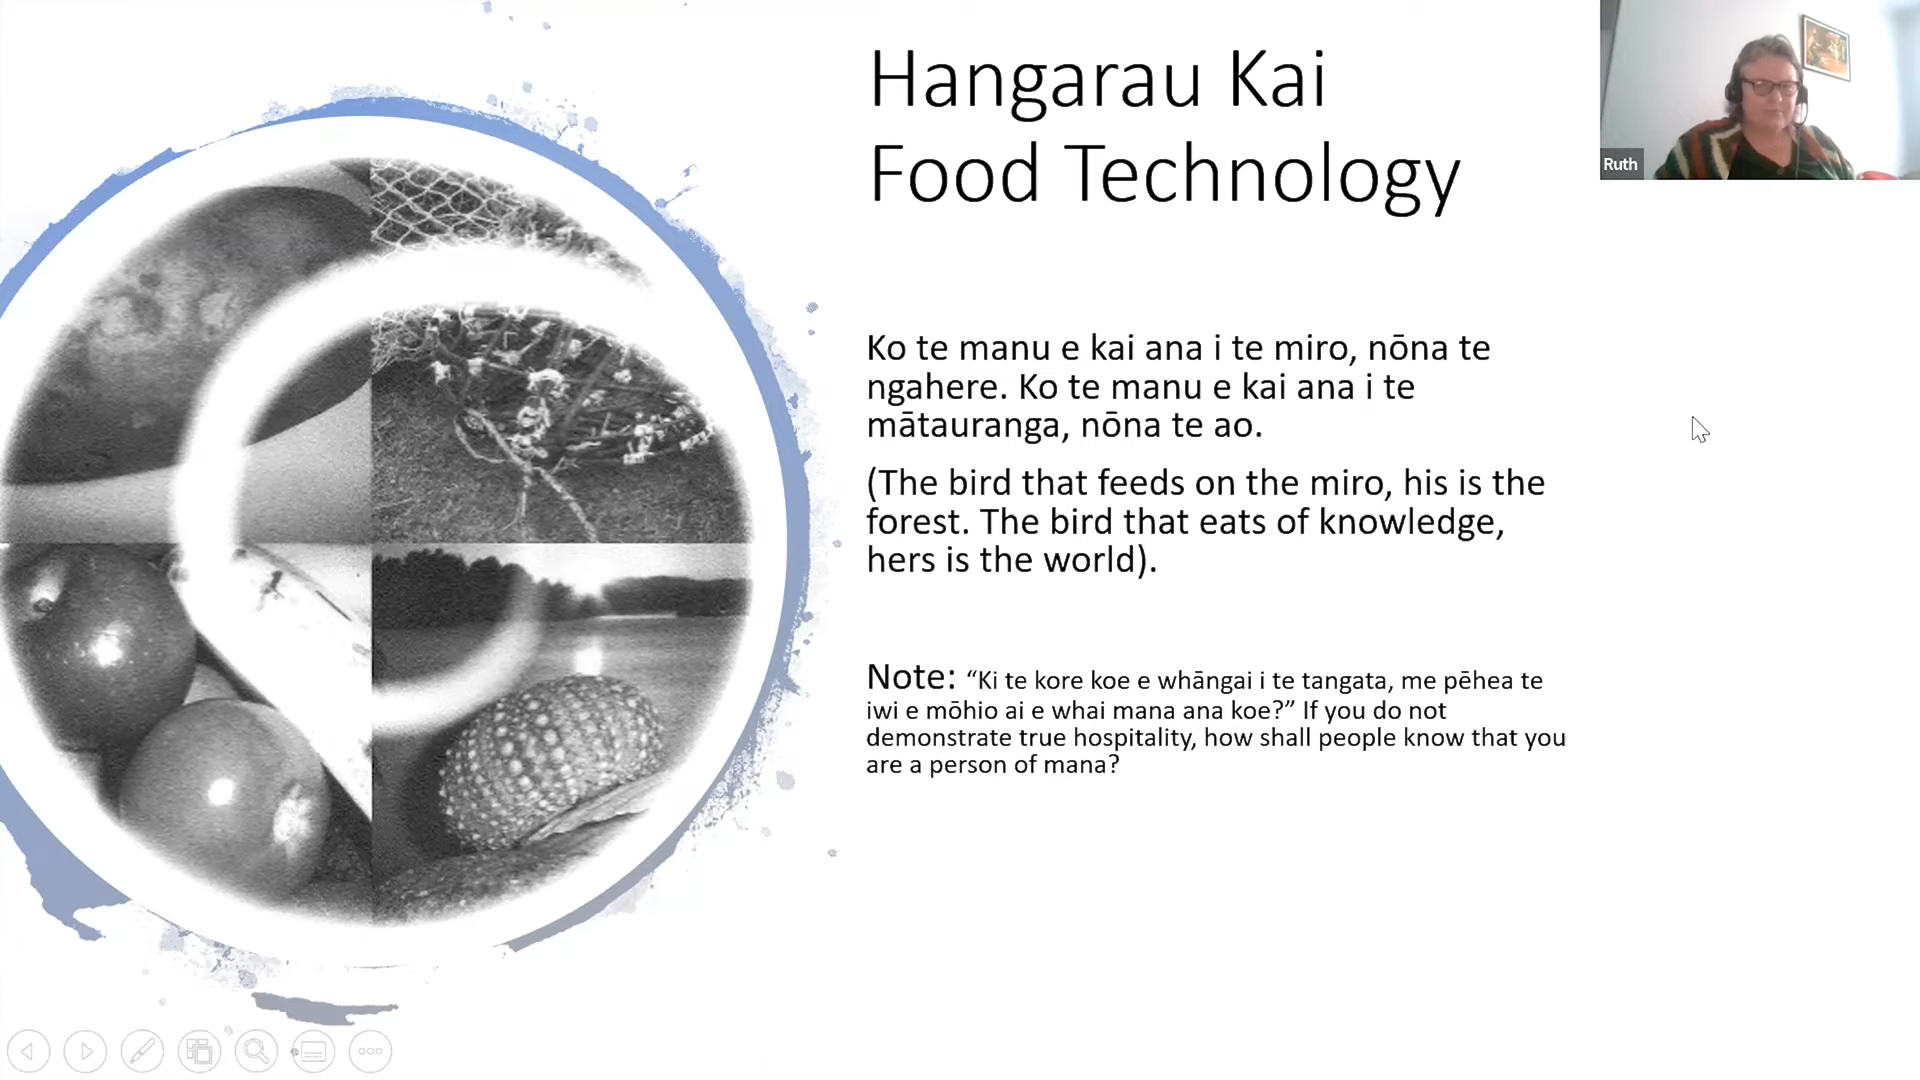 Hangarau Kai
Food Technology
Ruth
Ko te manu e kai ana i te miro, nōna te
ngahere. Ko te manu e kai ana i te
mātauranga, nōna te ao.
(The bird that feeds on the miro, his is the
forest. The bird that eats of knowledge,
hers is the world).
Note: “Ki te kore koe e whāngai i te tangata, me pēhea te
iwi e mōhio ai e whai mana ana koe?” If you do not
demonstrate true hospitality, how shall people know that you
are a person of mana?